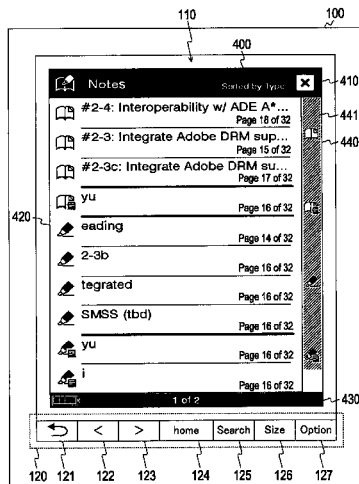 100
110
400
Notes Sorted by Type 410
#2-4: Interoperability w/ ADE A*...
Page 18 of 32
441
#2-3: Integrate Adobe DRM sup...
Page 15 of 32
440
#2-3c: Integrate Adobe DRM su...
Page 17 of 32
yu
Page 16 of 32
420
eading
Page 14 of 32
2-3b
Page 16 of 32
tegrated
Page 16 of 32
SMSS (tbd)
Page 16 of 32
yu
Page 16 of 32
i
Page 16 of 32
1 of 2 430
< > home Search Size Option
120 121 122 123 124 125 126 127